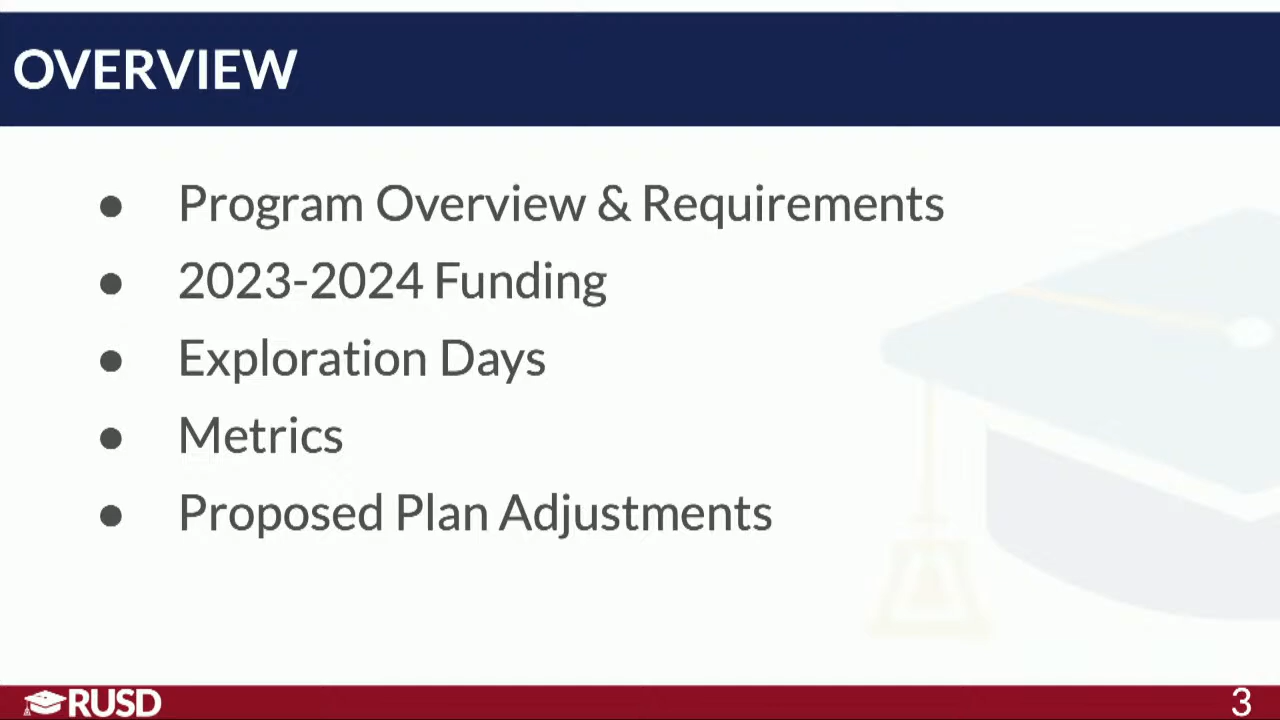 OVERVIEW
● Program Overview & Requirements
● 2023-2024 Funding
● Exploration Days
● Metrics
● Proposed Plan Adjustments
RUSD
3